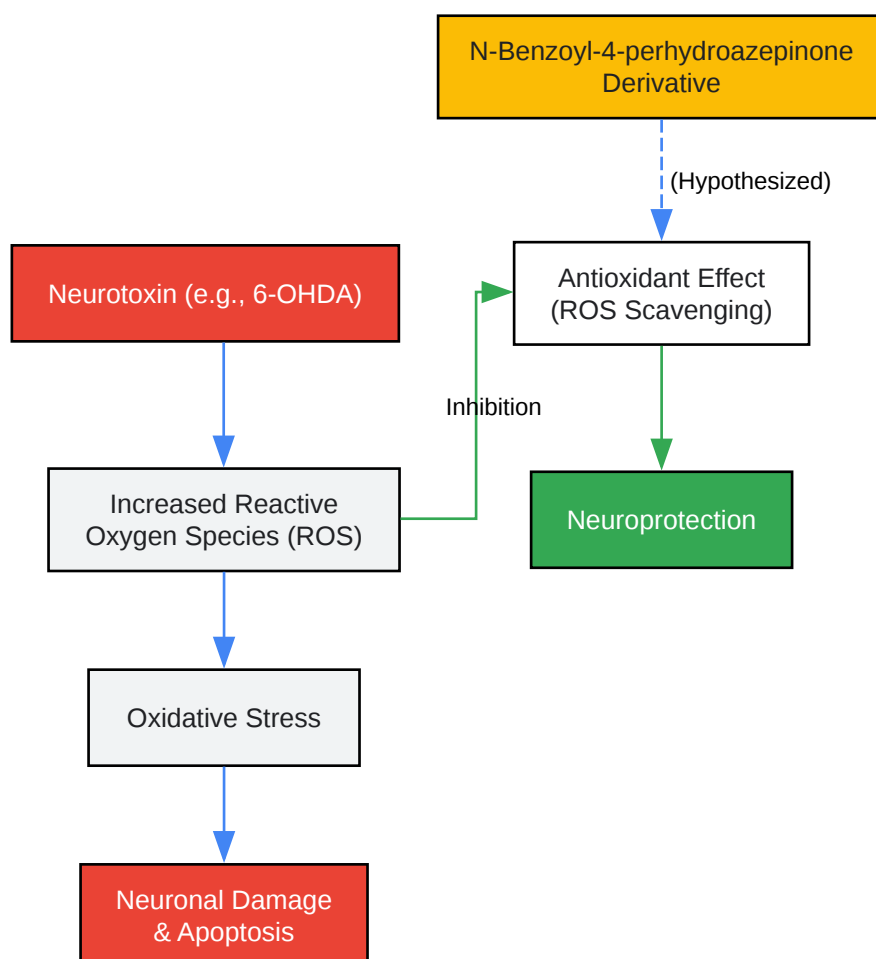 N-Benzoyl-4-perhydroazepinone
Derivative
(Hypothesized)
Neurotoxin (e.g., 6-OHDA)
Antioxidant Effect
(ROS Scavenging)
Inhibition
Increased Reactive
Oxygen Species (ROS)
Neuroprotection
Oxidative Stress
Neuronal Damage
& Apoptosis